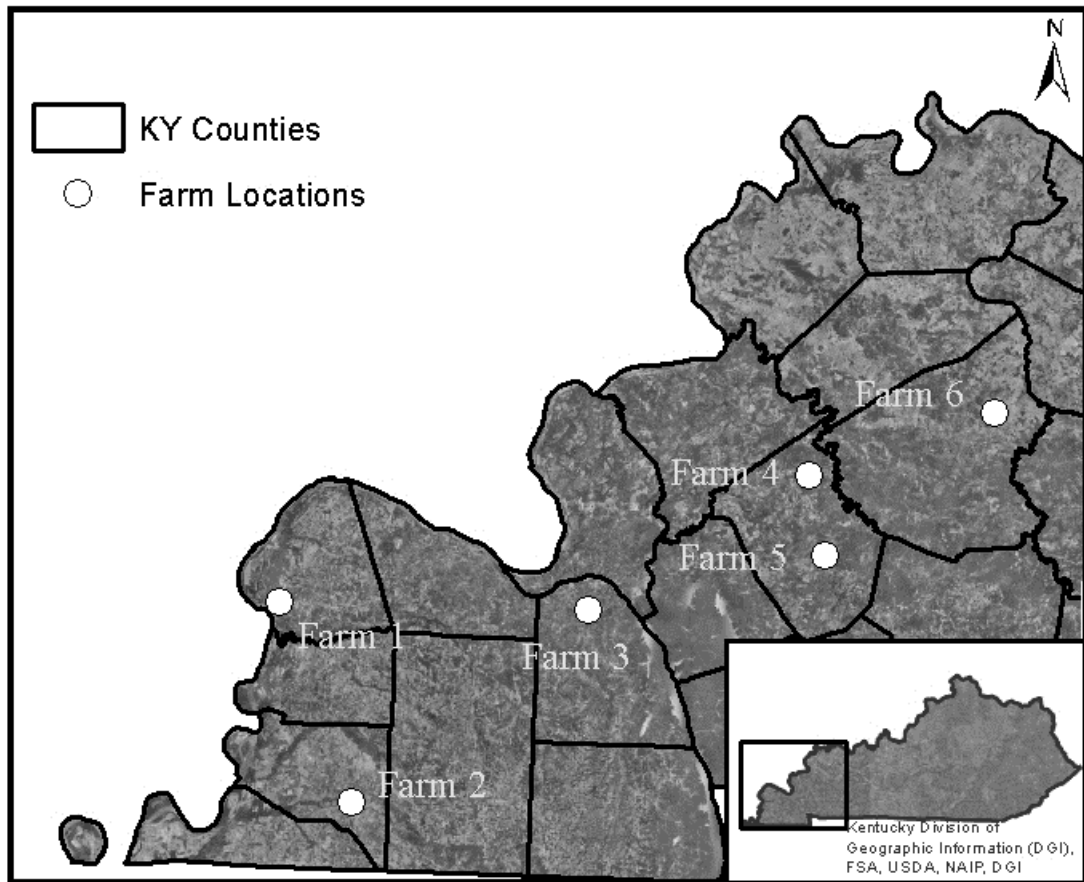 N
KY Counties
Farm Locations
Farm 6
Farm 4
Farm 5
Farm 1
Farm 3
Farm 2
Kentucky Division of
Geographic Information (DGI),
FSA, USDA, NAIP, DGI